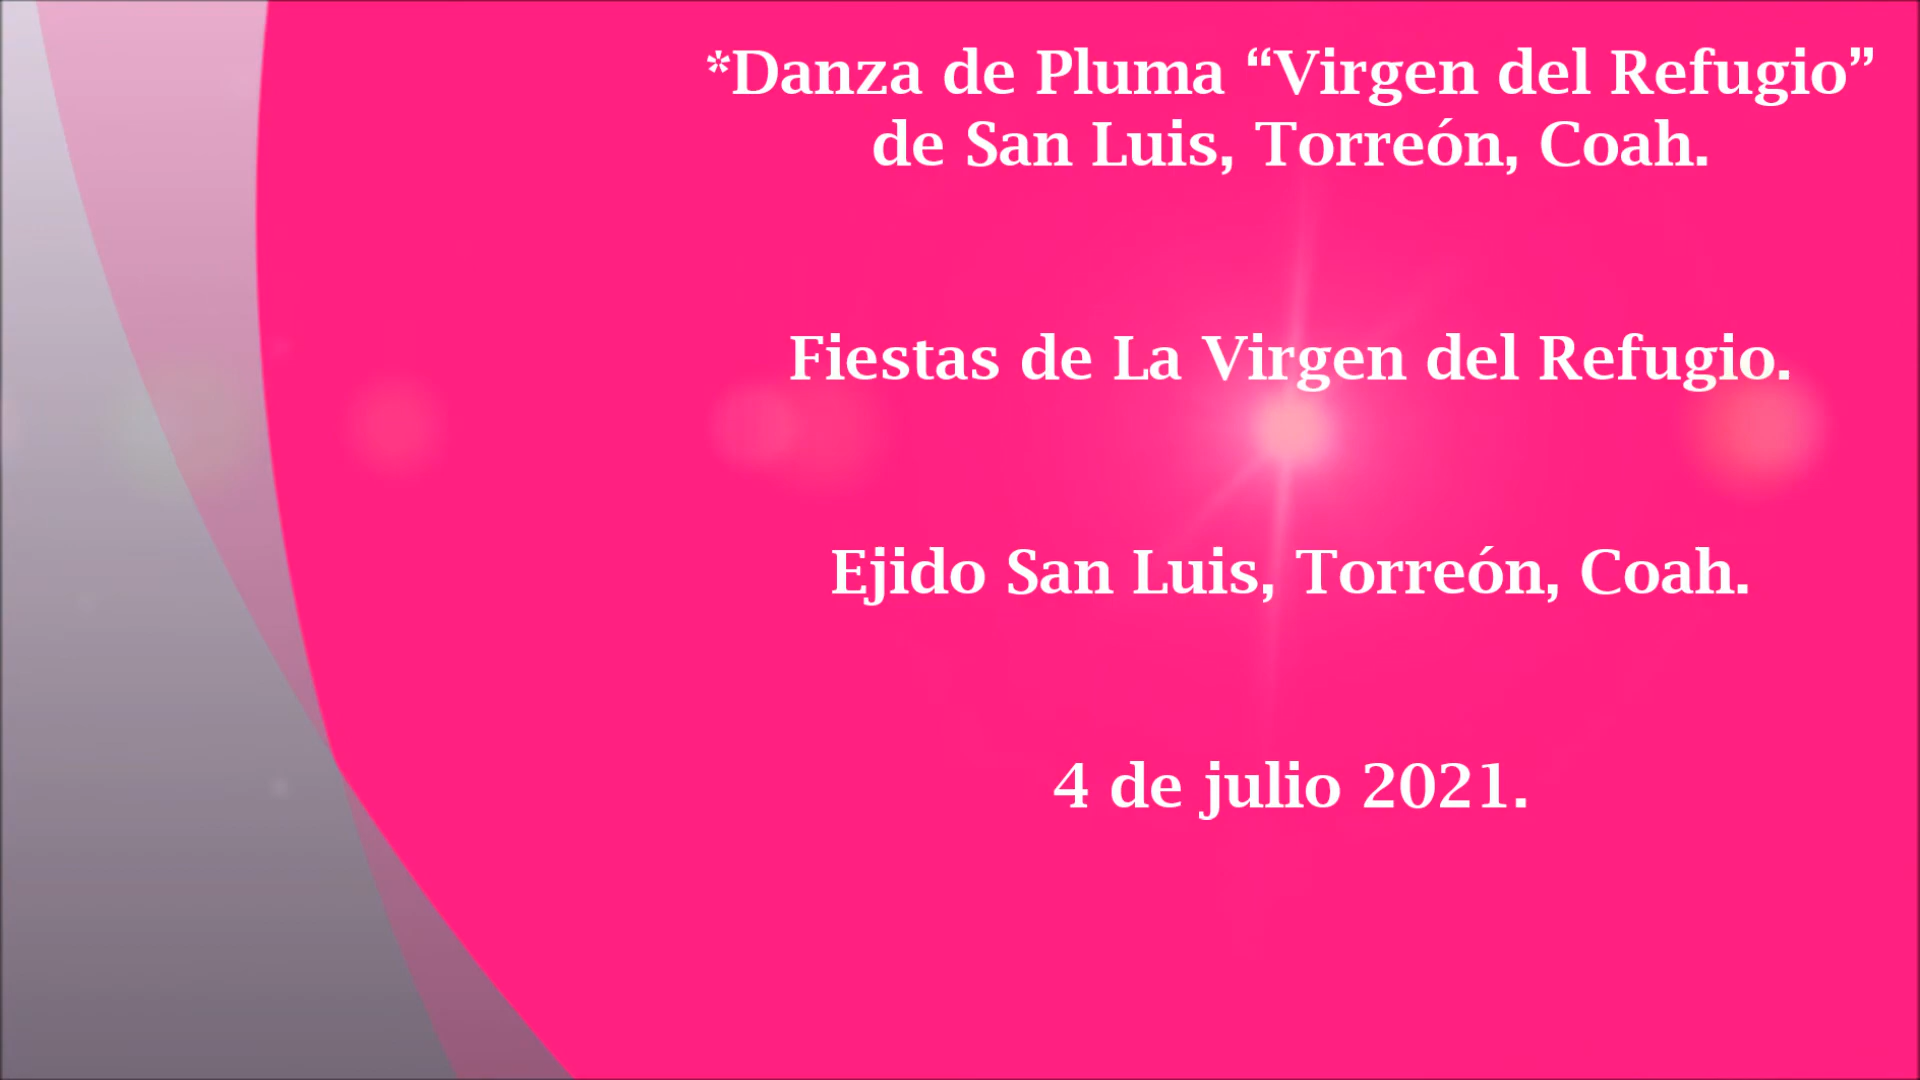 *Danza de Pluma “Virgen del Refugio”
de San Luis, Torreón, Coah.
Fiestas de La Virgen del Refugio.
Ejido San Luis, Torreón, Coah.
4 de julio 2021.